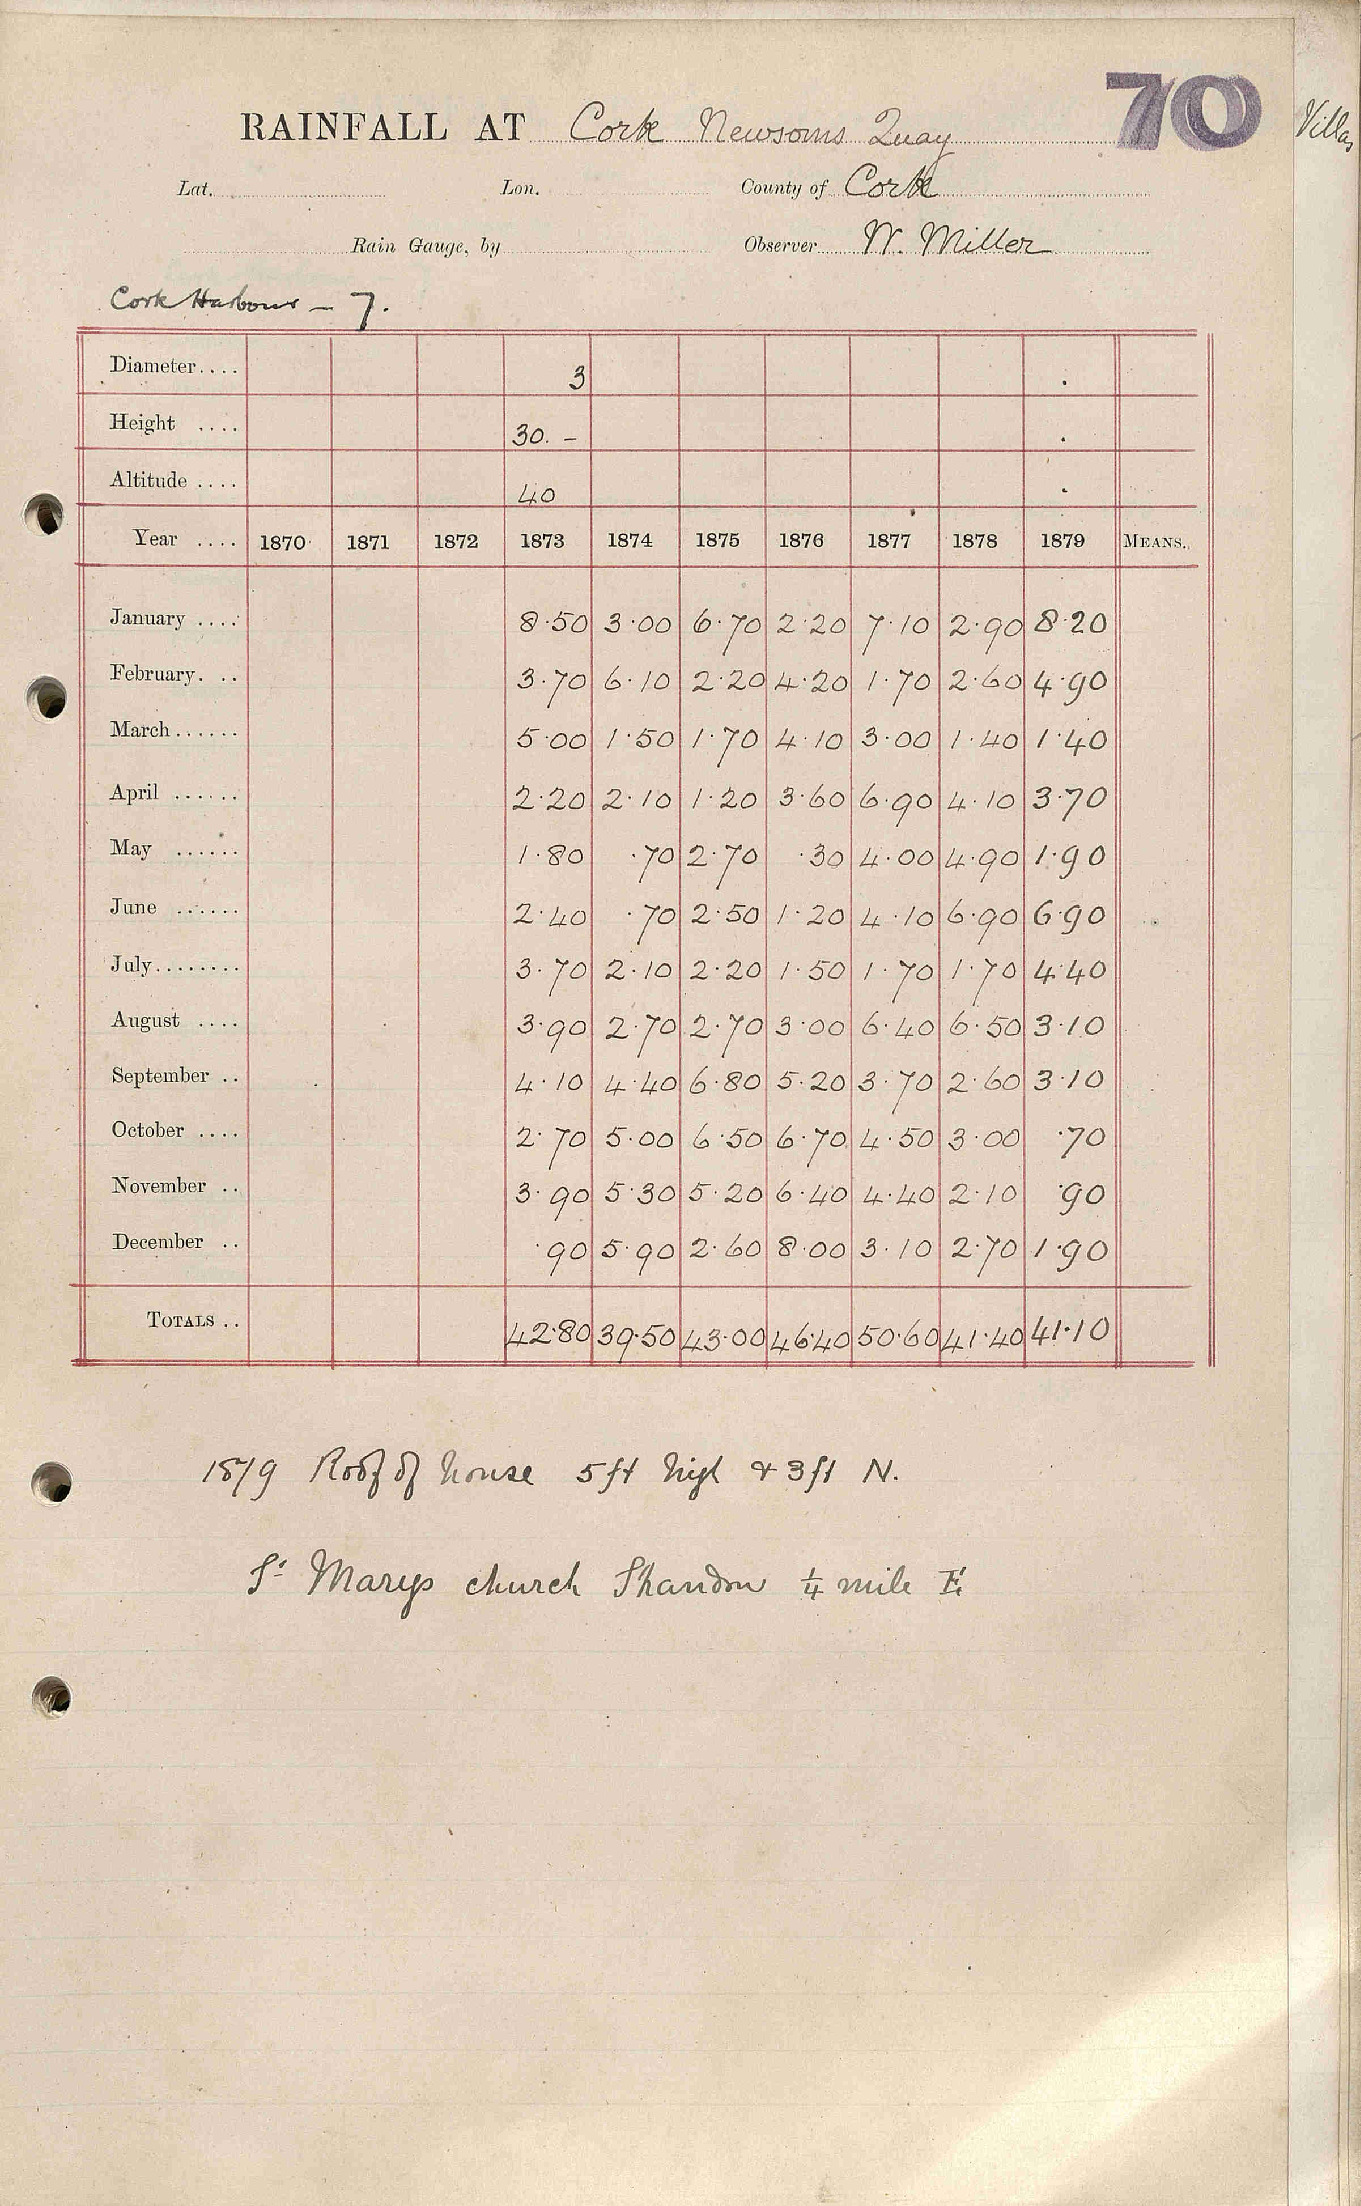 70
Villas
RAINFALL AT Cork Newsoms Quay
Lat. Lon. County of Cork
Rain Gauge, by Observer W. Miller
Cork Harbour – 7.
Diameter.... 3
Height .... 30. –
Altitude .... 40
Year .... 1870 1871 1872 1873 1874 1875 1876 1877 1878 1879 MEANS.
January .... 8.50 3.00 6.70 2.20 7.10 2.90 8.20
February. .. 3.70 6.10 2.20 4.20 1.70 2.60 4.90
March...... 5.00 1.50 1.70 4.10 3.00 1.40 1.40
April ...... 2.20 2.10 1.20 3.60 6.90 4.10 3.70
May ...... 1.80 .70 2.70 .30 4.00 4.90 1.90
June ...... 2.40 .70 2.50 1.20 4.10 6.90 6.90
July........ 3.70 2.10 2.20 1.50 1.70 1.70 4.40
August .... 3.90 2.70 2.70 3.00 6.40 6.50 3.10
September .. 4.10 4.40 6.80 5.20 3.70 2.60 3.10
October .... 2.70 5.00 6.50 6.70 4.50 3.00 .70
November .. 3.90 5.30 5.20 6.40 4.40 2.10 .90
December .. .90 5.90 2.60 8.00 3.10 2.70 1.90
TOTALS .. 42.80 39.50 43.00 46.40 50.60 41.40 41.10
1879 Roof of house 5 ft high & 3 ft N.
St Marys church Shandon ¼ mile E